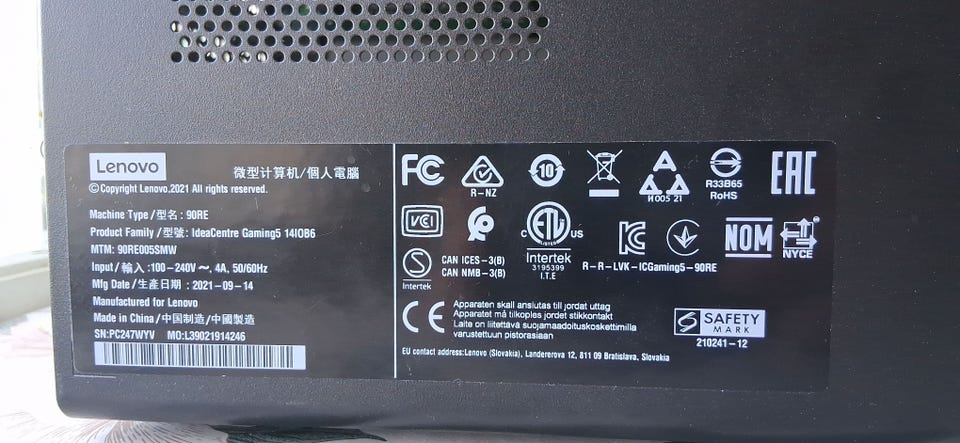 Lenovo
微型计算机/個人電腦
©Copyright Lenovo,2021 All rights reserved.
Machine Type /型名: 90RE
Product Family /型號: IdeaCentre Gaming5 14IOB6
MTM: 90RE005SMW
Input/輸入 :100-240V～, 4A, 50/60Hz
Mfg Date /生產日期 : 2021-09-14
Manufactured for Lenovo
Made in China/中国制造/中國製造
SN:PC247WYV MO:L39021914246
FC
R-NZ
10
H005 21
R33B65
RoHS
EAC
VCI
c ETL us
LISTED
Intertek
3195399
I.T.E
R-R-LVK-ICGaming5-90RE
NOM
NYCE
S
Intertek
CAN ICES-3(B)
CAN NMB-3(B)
CE
Apparaten skall anslutas till jordat uttag
Apparatet må tilkoples jordet stikkontakt
Laite on liitettävä suojamaadoituskoskettimilla
varustettuun pistorasiaan
SAFETY
MARK
210241-12
EU contact address:Lenovo (Slovakia), Landererova 12, 811 09 Bratislava, Slovakia